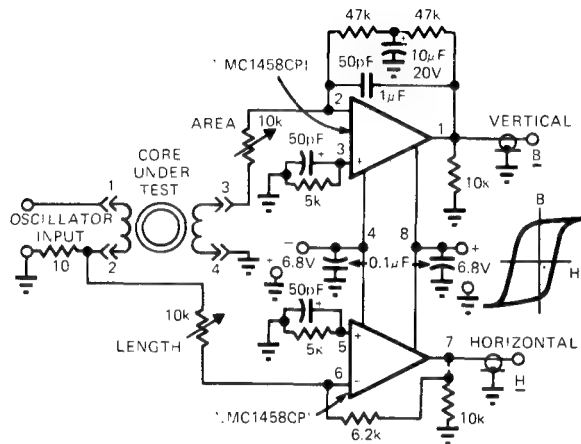 47k
47k
50pF
10µF
20V
MC1458CPI
1µF
AREA
10k
2
50pF
3
+
1
VERTICAL
B
CORE
UNDER
TEST
1
3
5k
10k
OSCILLATOR
INPUT
10
2
4
−
4
8
+
+
6.8V
0.1µF
6.8V
B
H
50pF
10k
LENGTH
5k
5
+
6
−
7
HORIZONTAL
H
MC1458CP
6.2k
10k